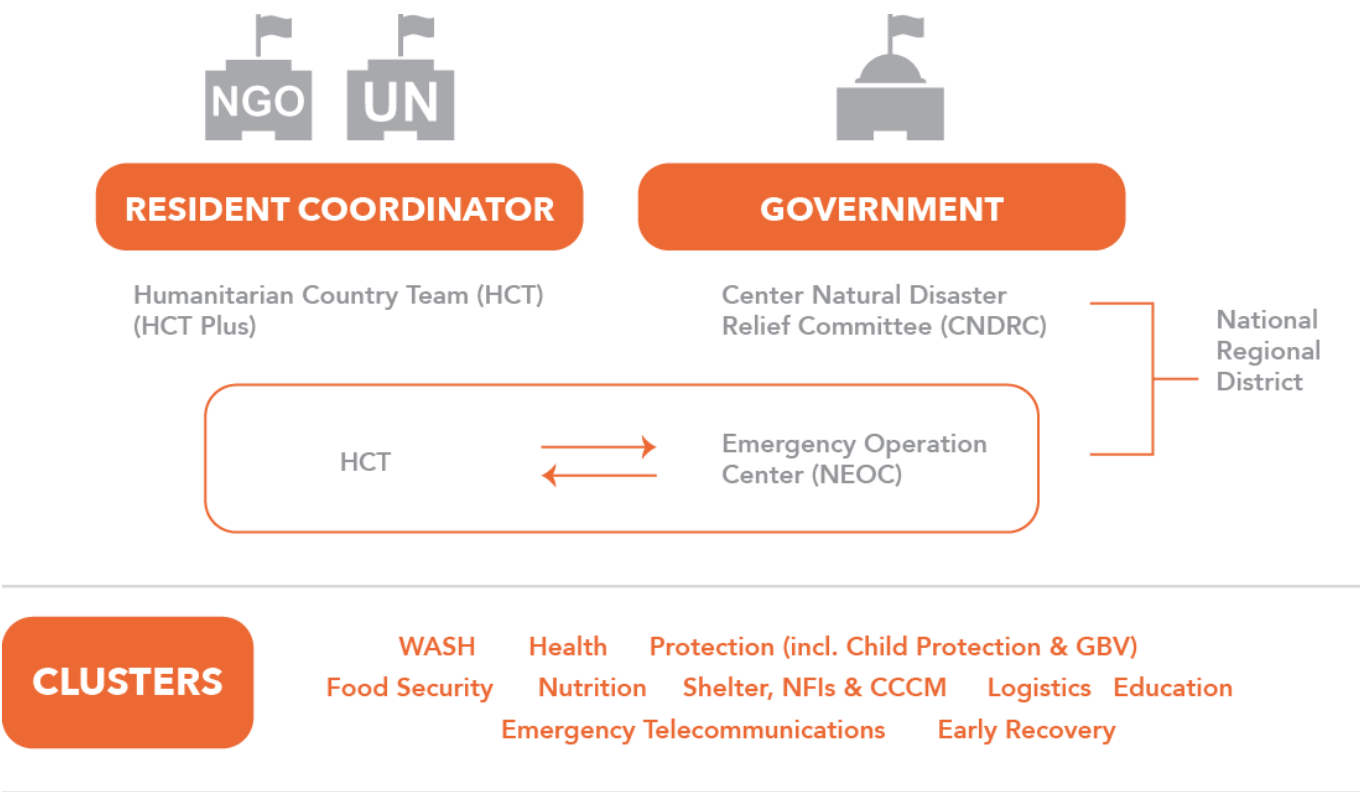 NGO
UN
RESIDENT COORDINATOR
GOVERNMENT
Humanitarian Country Team (HCT)
(HCT Plus)
Center Natural Disaster
Relief Committee (CNDRC)
National
Regional
District
HCT
Emergency Operation
Center (NEOC)
CLUSTERS
WASH Health Protection (incl. Child Protection & GBV)
Food Security Nutrition Shelter, NFIs & CCCM Logistics Education
Emergency Telecommunications Early Recovery